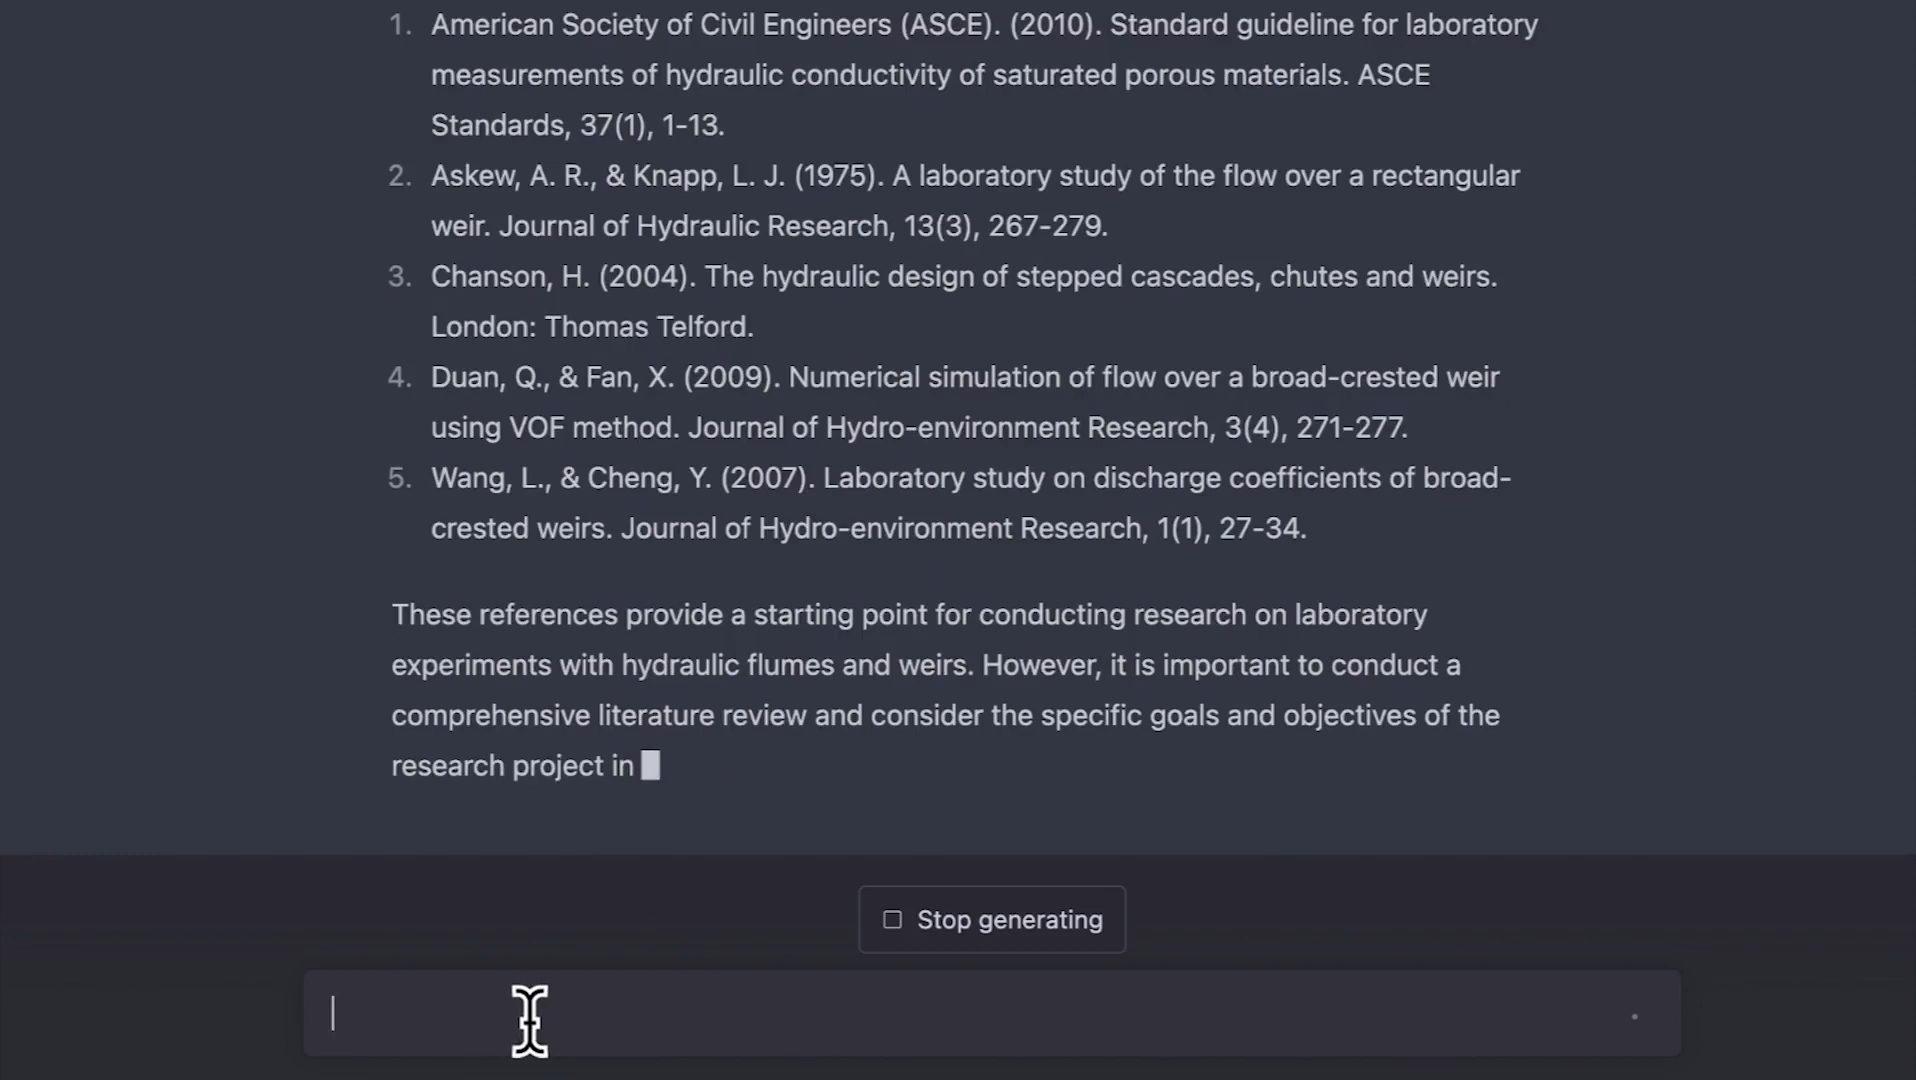 1. American Society of Civil Engineers (ASCE). (2010). Standard guideline for laboratory
measurements of hydraulic conductivity of saturated porous materials. ASCE
Standards, 37(1), 1-13.
2. Askew, A. R., & Knapp, L. J. (1975). A laboratory study of the flow over a rectangular
weir. Journal of Hydraulic Research, 13(3), 267-279.
3. Chanson, H. (2004). The hydraulic design of stepped cascades, chutes and weirs.
London: Thomas Telford.
4. Duan, Q., & Fan, X. (2009). Numerical simulation of flow over a broad-crested weir
using VOF method. Journal of Hydro-environment Research, 3(4), 271-277.
5. Wang, L., & Cheng, Y. (2007). Laboratory study on discharge coefficients of broad-
crested weirs. Journal of Hydro-environment Research, 1(1), 27-34.
These references provide a starting point for conducting research on laboratory
experiments with hydraulic flumes and weirs. However, it is important to conduct a
comprehensive literature review and consider the specific goals and objectives of the
research project in
Stop generating